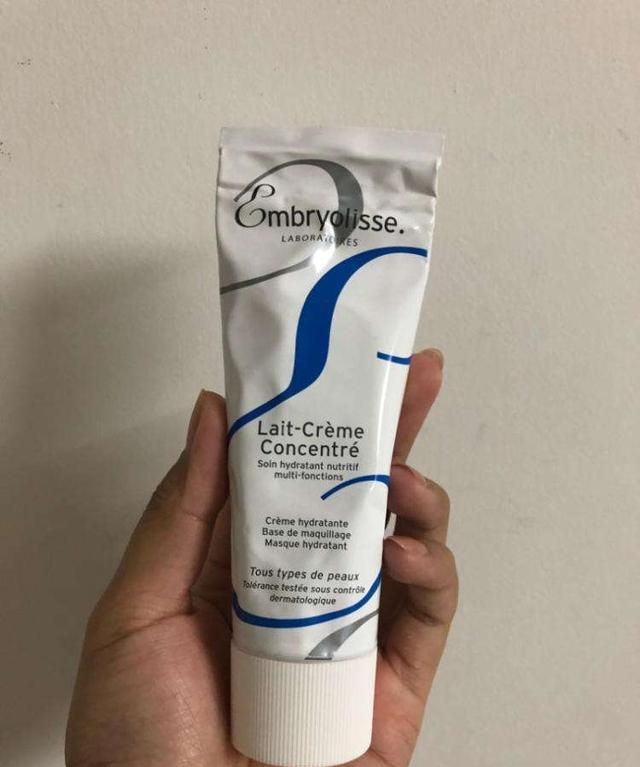 Embryolisse.
LABORATOIRES
Lait-Crème
Concentré
Soin hydratant nutritif
multi-fonctions
Crème hydratante
Base de maquillage
Masque hydratant
Tous types de peaux
Tolérance testée sous contrôle
dermatologique